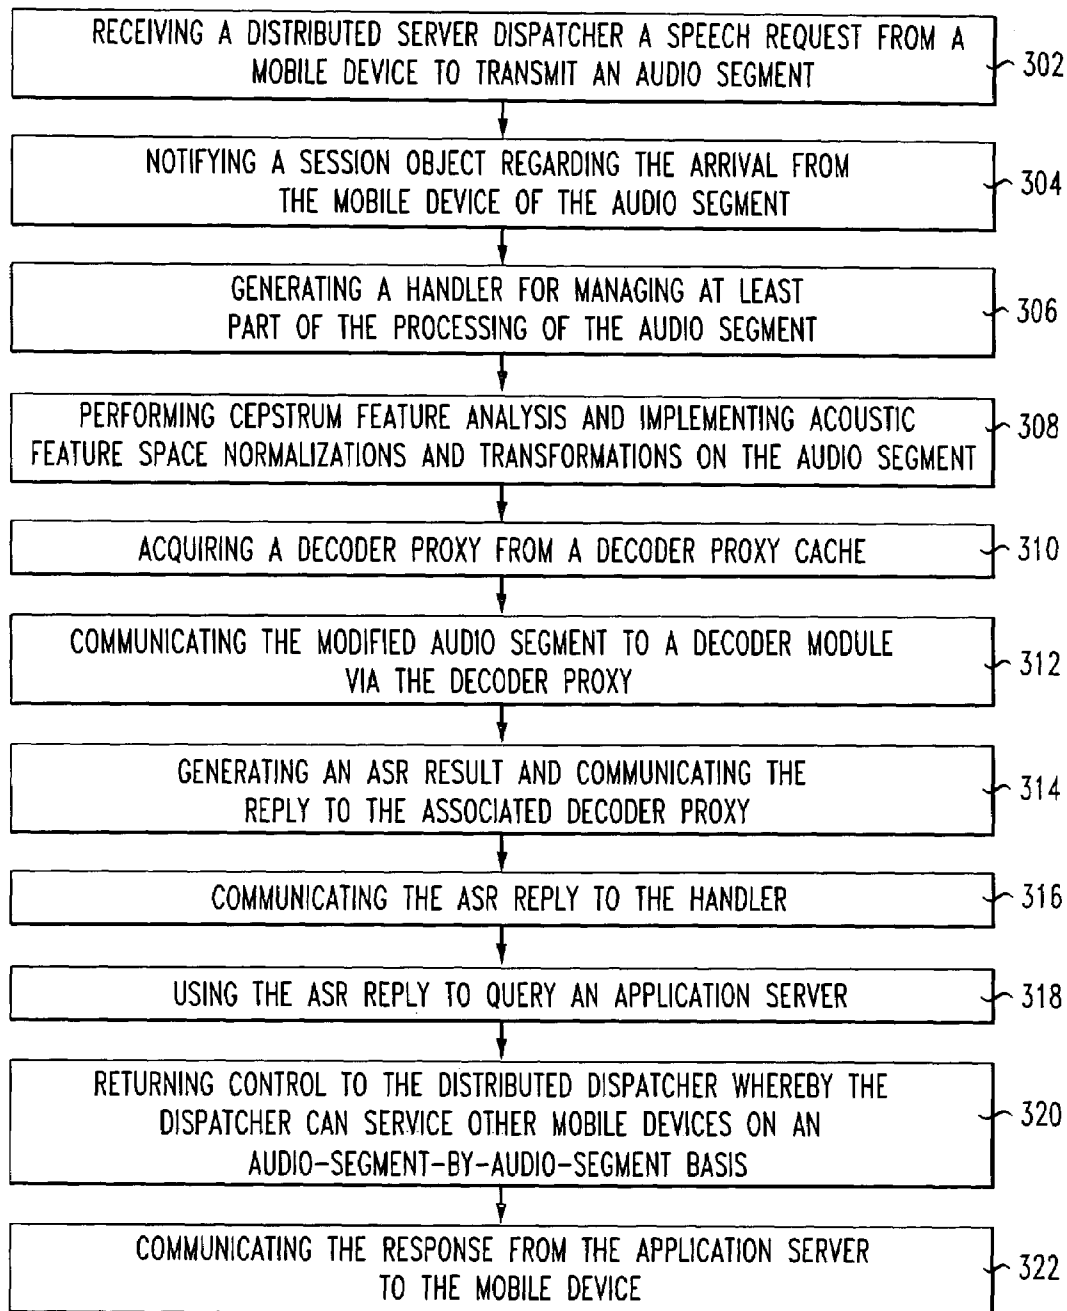 RECEIVING A DISTRIBUTED SERVER DISPATCHER A SPEECH REQUEST FROM A
MOBILE DEVICE TO TRANSMIT AN AUDIO SEGMENT
302
NOTIFYING A SESSION OBJECT REGARDING THE ARRIVAL FROM
THE MOBILE DEVICE OF THE AUDIO SEGMENT
304
GENERATING A HANDLER FOR MANAGING AT LEAST
PART OF THE PROCESSING OF THE AUDIO SEGMENT
306
PERFORMING CEPSTRUM FEATURE ANALYSIS AND IMPLEMENTING ACOUSTIC
FEATURE SPACE NORMALIZATIONS AND TRANSFORMATIONS ON THE AUDIO SEGMENT
308
ACQUIRING A DECODER PROXY FROM A DECODER PROXY CACHE
310
COMMUNICATING THE MODIFIED AUDIO SEGMENT TO A DECODER MODULE
VIA THE DECODER PROXY
312
GENERATING AN ASR RESULT AND COMMUNICATING THE
REPLY TO THE ASSOCIATED DECODER PROXY
314
COMMUNICATING THE ASR REPLY TO THE HANDLER
316
USING THE ASR REPLY TO QUERY AN APPLICATION SERVER
318
RETURNING CONTROL TO THE DISTRIBUTED DISPATCHER WHEREBY THE
DISPATCHER CAN SERVICE OTHER MOBILE DEVICES ON AN
AUDIO-SEGMENT-BY-AUDIO-SEGMENT BASIS
320
COMMUNICATING THE RESPONSE FROM THE APPLICATION SERVER
TO THE MOBILE DEVICE
322